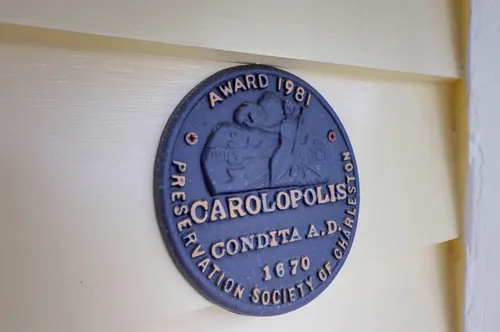 AWARD 1981
CAROLOPOLIS
CONDITA A.D.
1670
PRESERVATION SOCIETY OF CHARLESTON